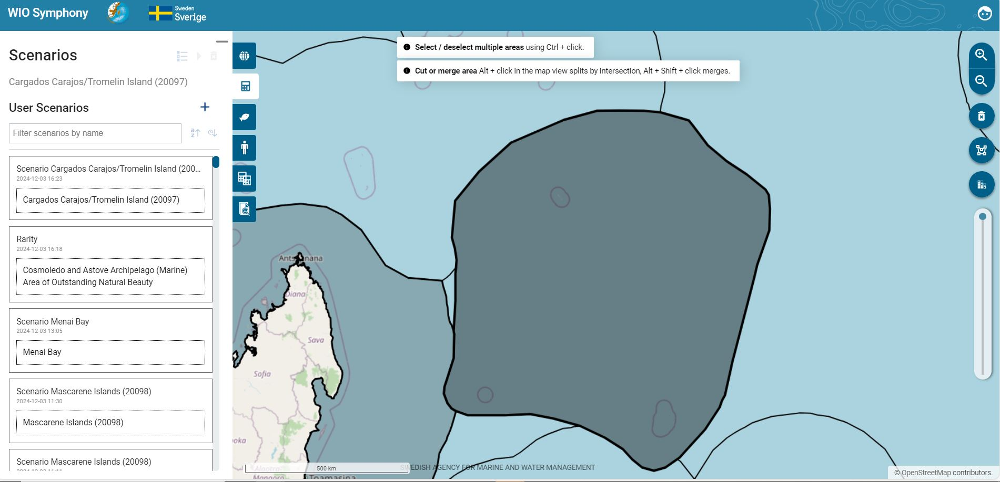 WIO Symphony
Sweden
Sverige
Scenarios
Cargados Carajos/Tromelin Island (20097)
User Scenarios
Filter scenarios by name
a z
Scenario Cargados Carajos/Tromelin Island (200...
2024-12-03 16:23
Cargados Carajos/Tromelin Island (20097)
Rarity
2024-12-03 16:18
Cosmoledo and Astove Archipelago (Marine)
Area of Outstanding Natural Beauty
Scenario Menai Bay
2024-12-03 13:05
Menai Bay
Scenario Mascarene Islands (20098)
2024-12-03 11:30
Mascarene Islands (20098)
Scenario Mascarene Islands (20098)
Select / deselect multiple areas using Ctrl + click.
Cut or merge area Alt + click in the map view splits by intersection, Alt + Shift + click merges.
Diana
Sava
Sofia
Alaotra
Mangoro
Toamasina
500 km
SWEDISH AGENCY FOR MARINE AND WATER MANAGEMENT
© OpenStreetMap contributors.